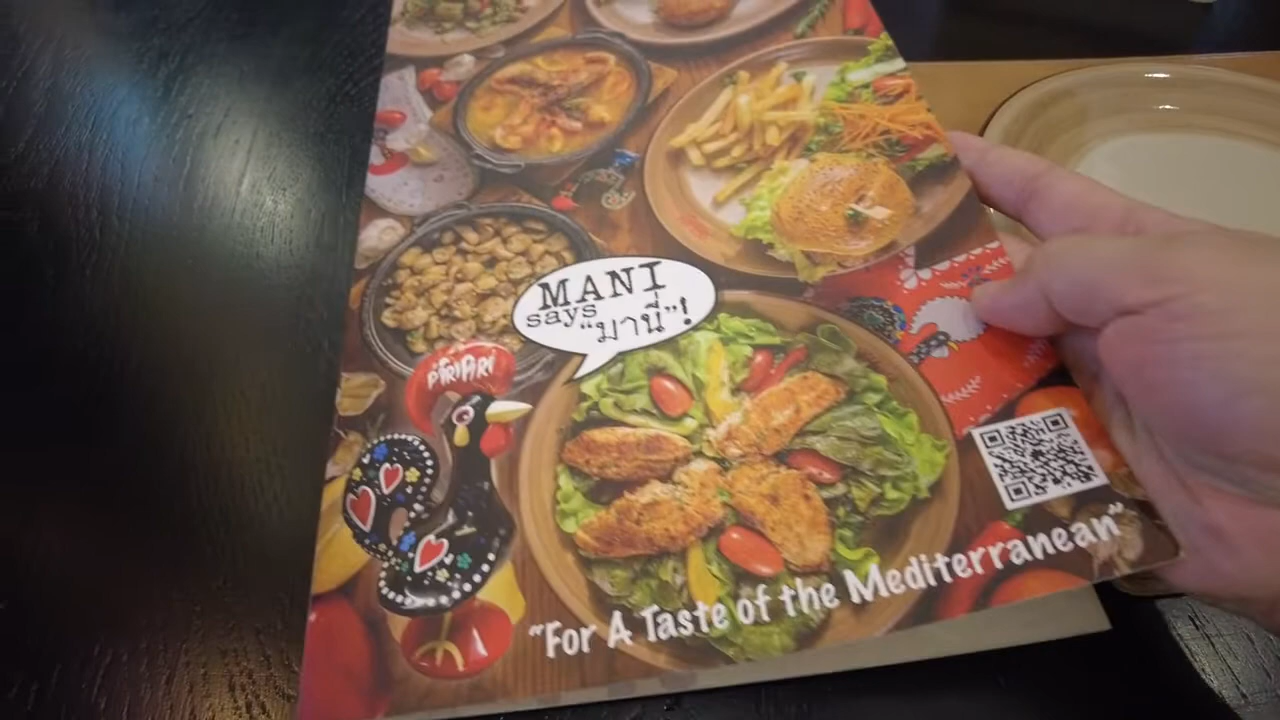 MANI
says
"มานี่"!
PiRiPiRi
"For A Taste of the Mediterranean"